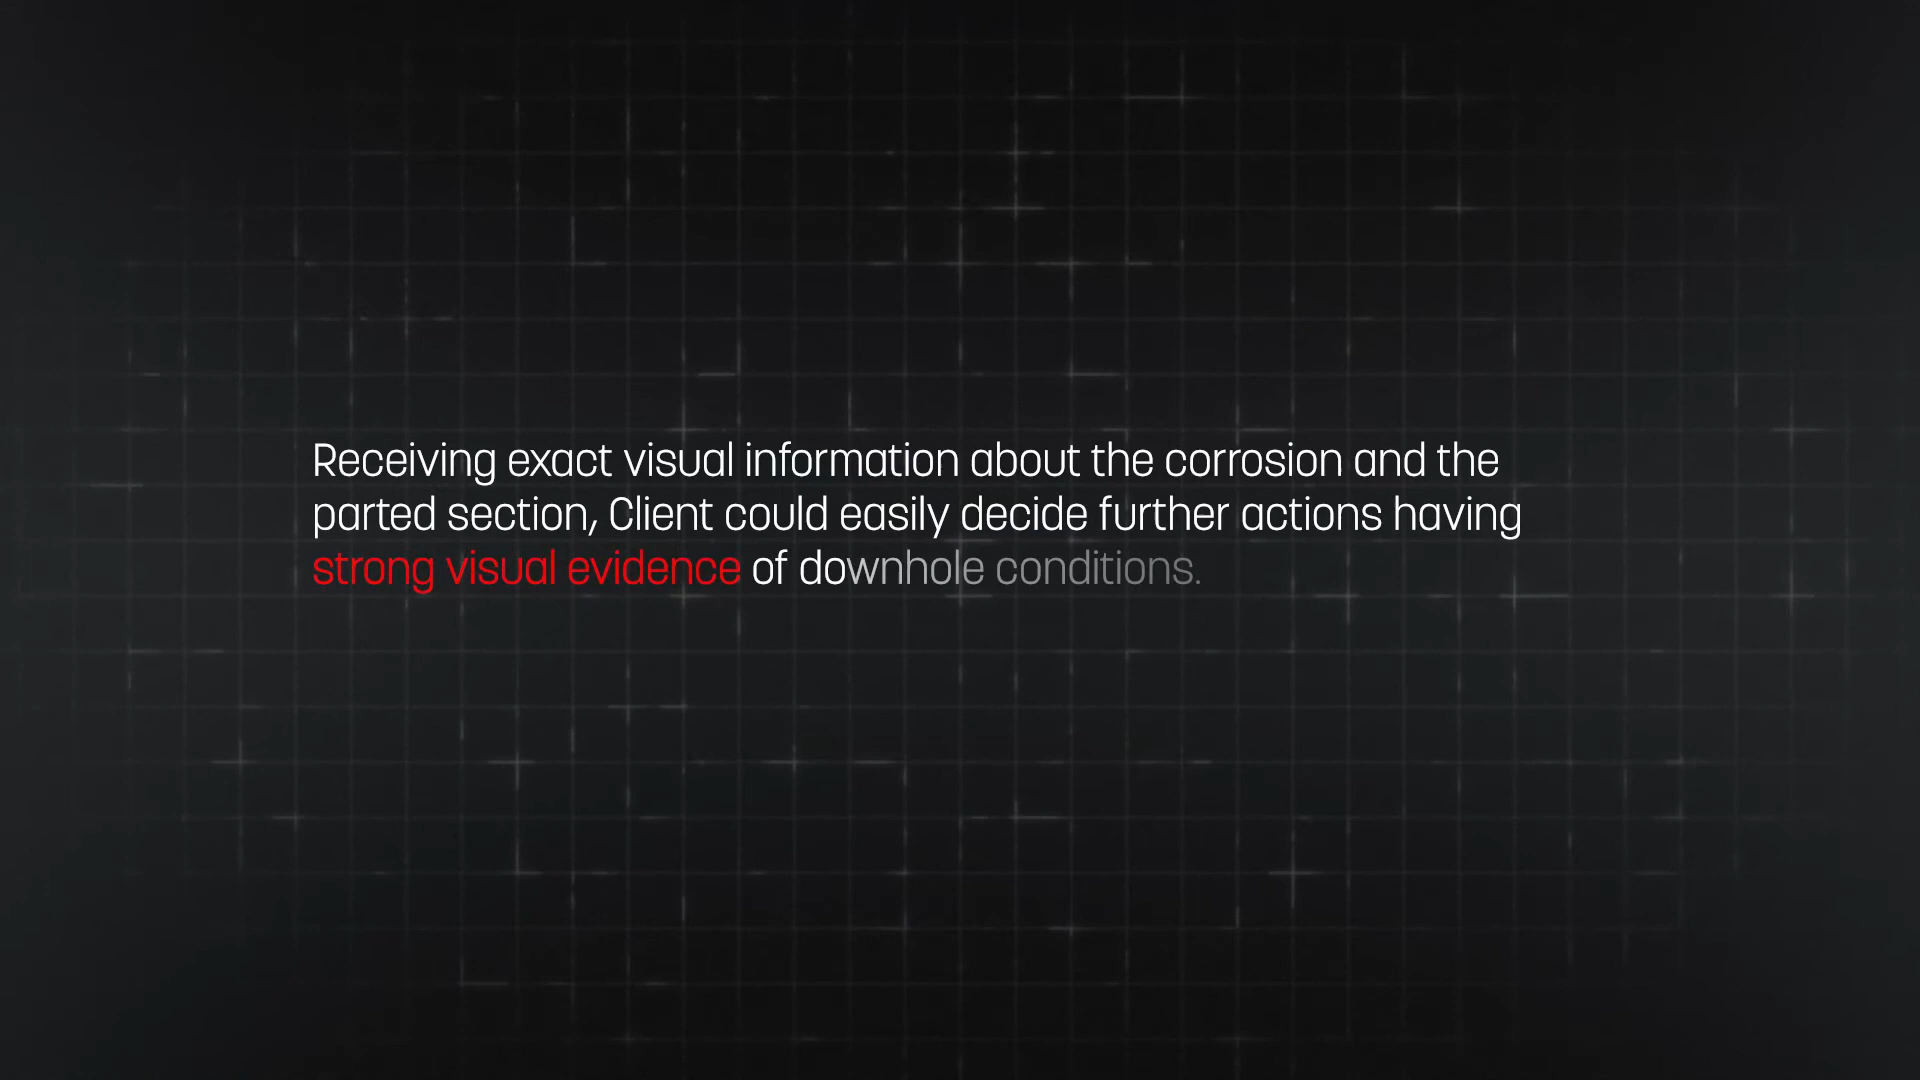 Receiving exact visual information about the corrosion and the
parted section, Client could easily decide further actions having
strong visual evidence of downhole conditions.